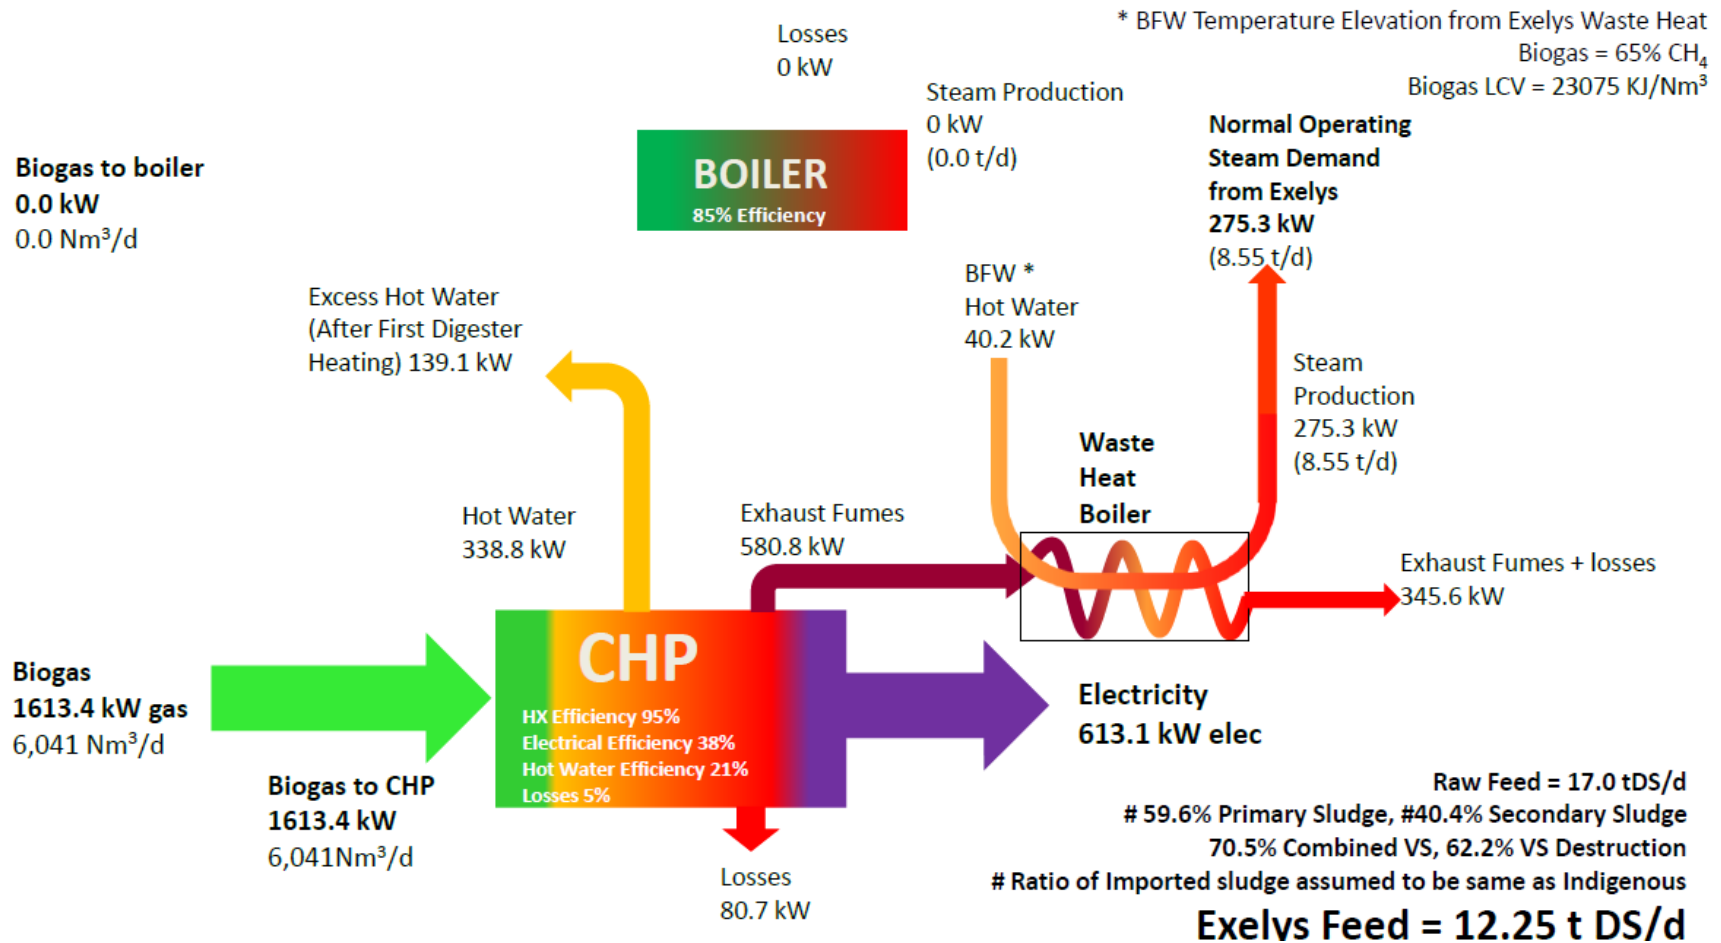 * BFW Temperature Elevation from Exelys Waste Heat
Biogas = 65% CH₄
Biogas LCV = 23075 KJ/Nm³
Losses
0 kW
Steam Production
0 kW
(0.0 t/d)
BOILER
85% Efficiency
Normal Operating
Steam Demand
from Exelys
275.3 kW
(8.55 t/d)
Biogas to boiler
0.0 kW
0.0 Nm³/d
Excess Hot Water
(After First Digester
Heating) 139.1 kW
BFW *
Hot Water
40.2 kW
Steam
Production
275.3 kW
(8.55 t/d)
Waste
Heat
Boiler
Hot Water
338.8 kW
Exhaust Fumes
580.8 kW
Exhaust Fumes + losses
345.6 kW
Biogas
1613.4 kW gas
6,041 Nm³/d
Biogas to CHP
1613.4 kW
6,041Nm³/d
CHP
HX Efficiency 95%
Electrical Efficiency 38%
Hot Water Efficiency 21%
Losses 5%
Electricity
613.1 kW elec
Losses
80.7 kW
Raw Feed = 17.0 tDS/d
# 59.6% Primary Sludge, #40.4% Secondary Sludge
70.5% Combined VS, 62.2% VS Destruction
# Ratio of Imported sludge assumed to be same as Indigenous
Exelys Feed = 12.25 t DS/d